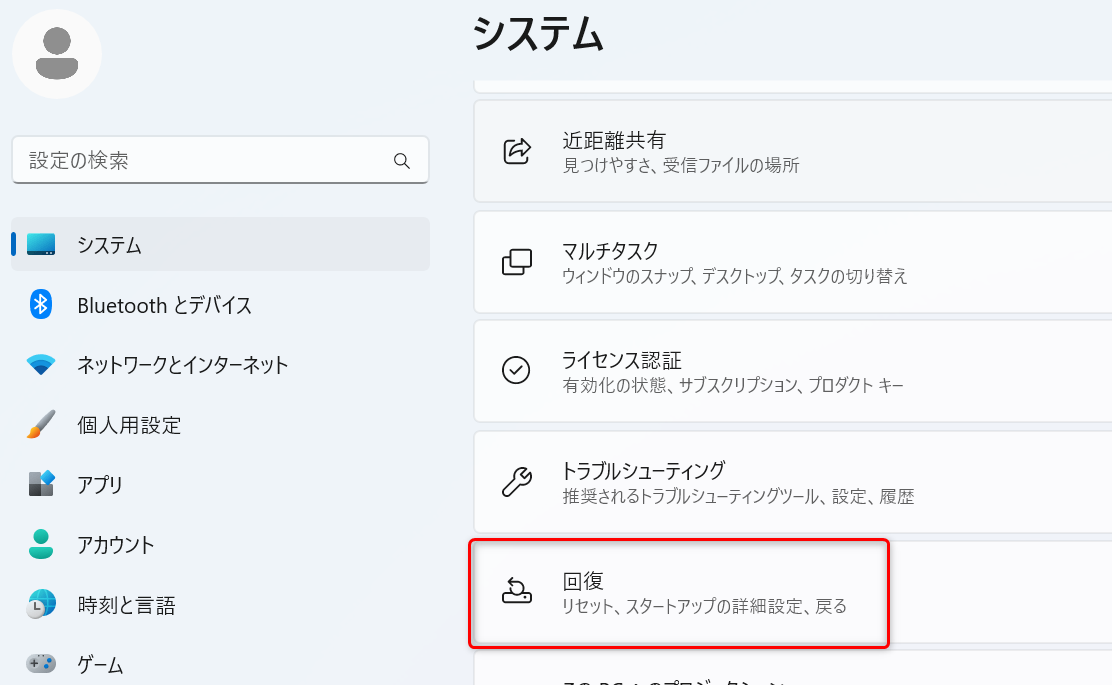 システム
設定の検索
システム
Bluetooth とデバイス
ネットワークとインターネット
個人用設定
アプリ
アカウント
時刻と言語
ゲーム
近距離共有
見つけやすさ、受信ファイルの場所
マルチタスク
ウィンドウのスナップ、デスクトップ、タスクの切り替え
ライセンス認証
有効化の状態、サブスクリプション、プロダクト キー
トラブルシューティング
推奨されるトラブルシューティングツール、設定、履歴
回復
リセット、スタートアップの詳細設定、戻る